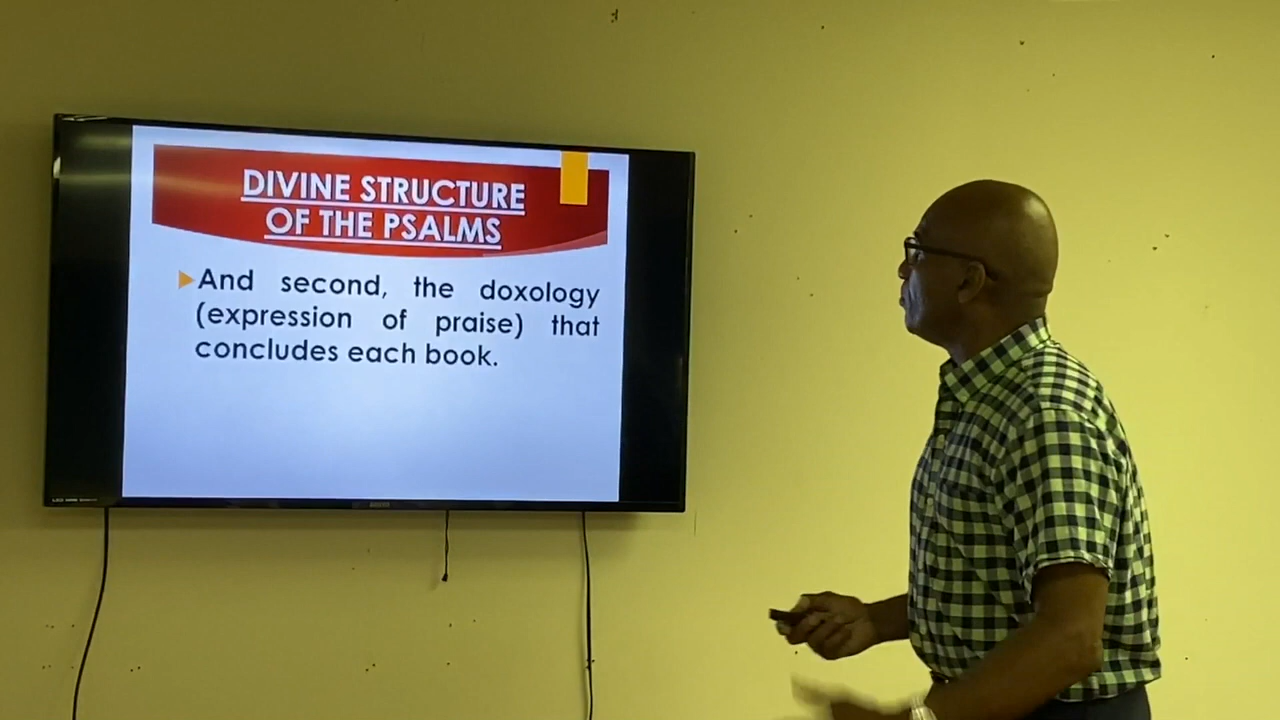 DIVINE STRUCTURE
OF THE PSALMS
And second, the doxology
(expression of praise) that
concludes each book.